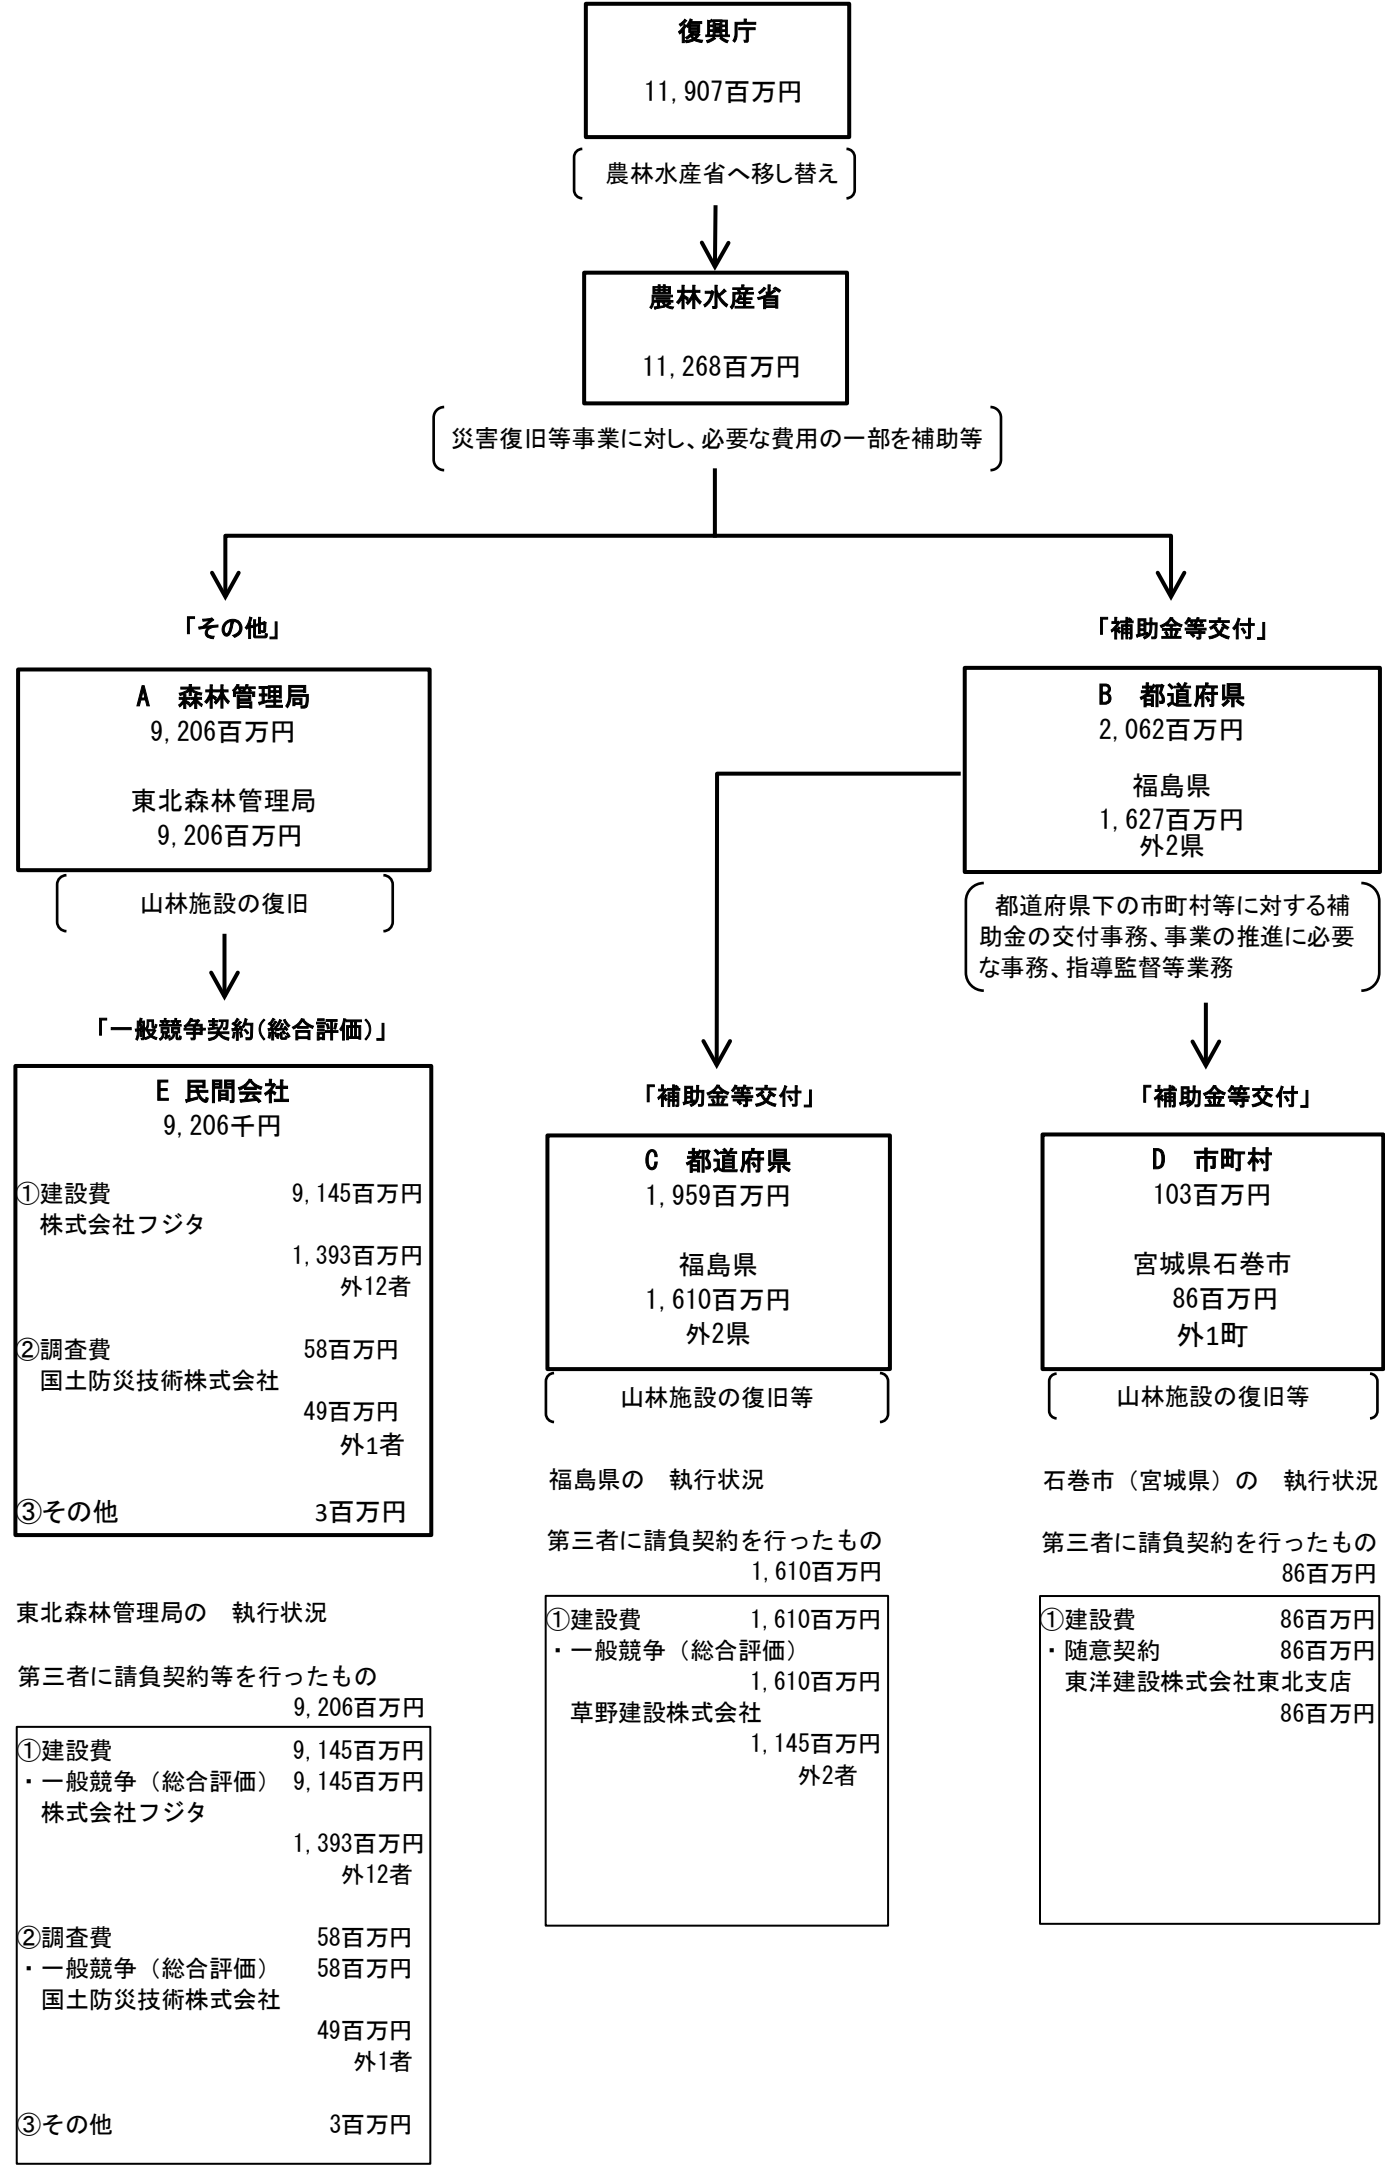 復興庁
11,907百万円
農林水産省へ移し替え
農林水産省
11,268百万円
災害復旧等事業に対し、必要な費用の一部を補助等
「その他」
A　森林管理局
9,206百万円
東北森林管理局
9,206百万円
山林施設の復旧
「一般競争契約（総合評価）」
E 民間会社
9,206千円
①建設費　9,145百万円
株式会社フジタ
1,393百万円
外12者
②調査費　58百万円
国土防災技術株式会社
49百万円
外1者
③その他　3百万円
東北森林管理局の　執行状況
第三者に請負契約等を行ったもの
9,206百万円
①建設費　9,145百万円
・一般競争（総合評価）　9,145百万円
株式会社フジタ
1,393百万円
外12者
②調査費　58百万円
・一般競争（総合評価）　58百万円
国土防災技術株式会社
49百万円
外1者
③その他　3百万円
「補助金等交付」
B　都道府県
2,062百万円
福島県
1,627百万円
外2県
都道府県下の市町村等に対する補
助金の交付事務、事業の推進に必要
な事務、指導監督等業務
「補助金等交付」
C　都道府県
1,959百万円
福島県
1,610百万円
外2県
山林施設の復旧等
福島県の　執行状況
第三者に請負契約を行ったもの
1,610百万円
①建設費　1,610百万円
・一般競争（総合評価）
1,610百万円
草野建設株式会社
1,145百万円
外2者
「補助金等交付」
D　市町村
103百万円
宮城県石巻市
86百万円
外1町
山林施設の復旧等
石巻市（宮城県）の　執行状況
第三者に請負契約を行ったもの
86百万円
①建設費　86百万円
・随意契約　86百万円
東洋建設株式会社東北支店
86百万円